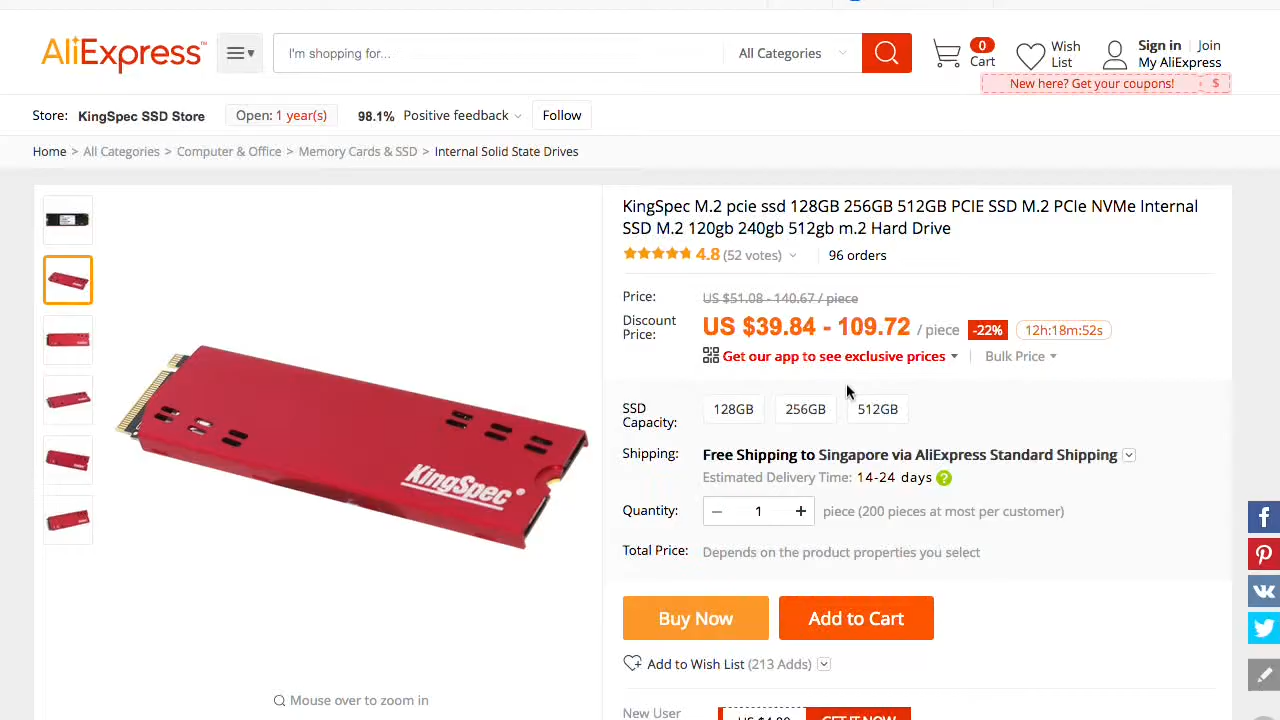 AliExpress™
I'm shopping for...
All Categories
0
Cart
Wish
List
Sign in | Join
My AliExpress
New here? Get your coupons! $
Store: KingSpec SSD Store
Open: 1 year(s)
98.1% Positive feedback
Follow
Home > All Categories > Computer & Office > Memory Cards & SSD > Internal Solid State Drives
KingSpec M.2 pcie ssd 128GB 256GB 512GB PCIE SSD M.2 PCIe NVMe Internal
SSD M.2 120gb 240gb 512gb m.2 Hard Drive
4.8 (52 votes)
96 orders
Price: US $51.08 - 140.67 / piece
Discount
Price:
US $39.84 - 109.72 / piece -22% 12h:18m:52s
Get our app to see exclusive prices
Bulk Price
SSD
Capacity:
128GB 256GB 512GB
Shipping: Free Shipping to Singapore via AliExpress Standard Shipping
Estimated Delivery Time: 14-24 days ?
Quantity: − 1 + piece (200 pieces at most per customer)
Total Price: Depends on the product properties you select
Buy Now
Add to Cart
Add to Wish List (213 Adds)
New User
US $4.00
GET IT NOW
KingSpec®
Mouse over to zoom in